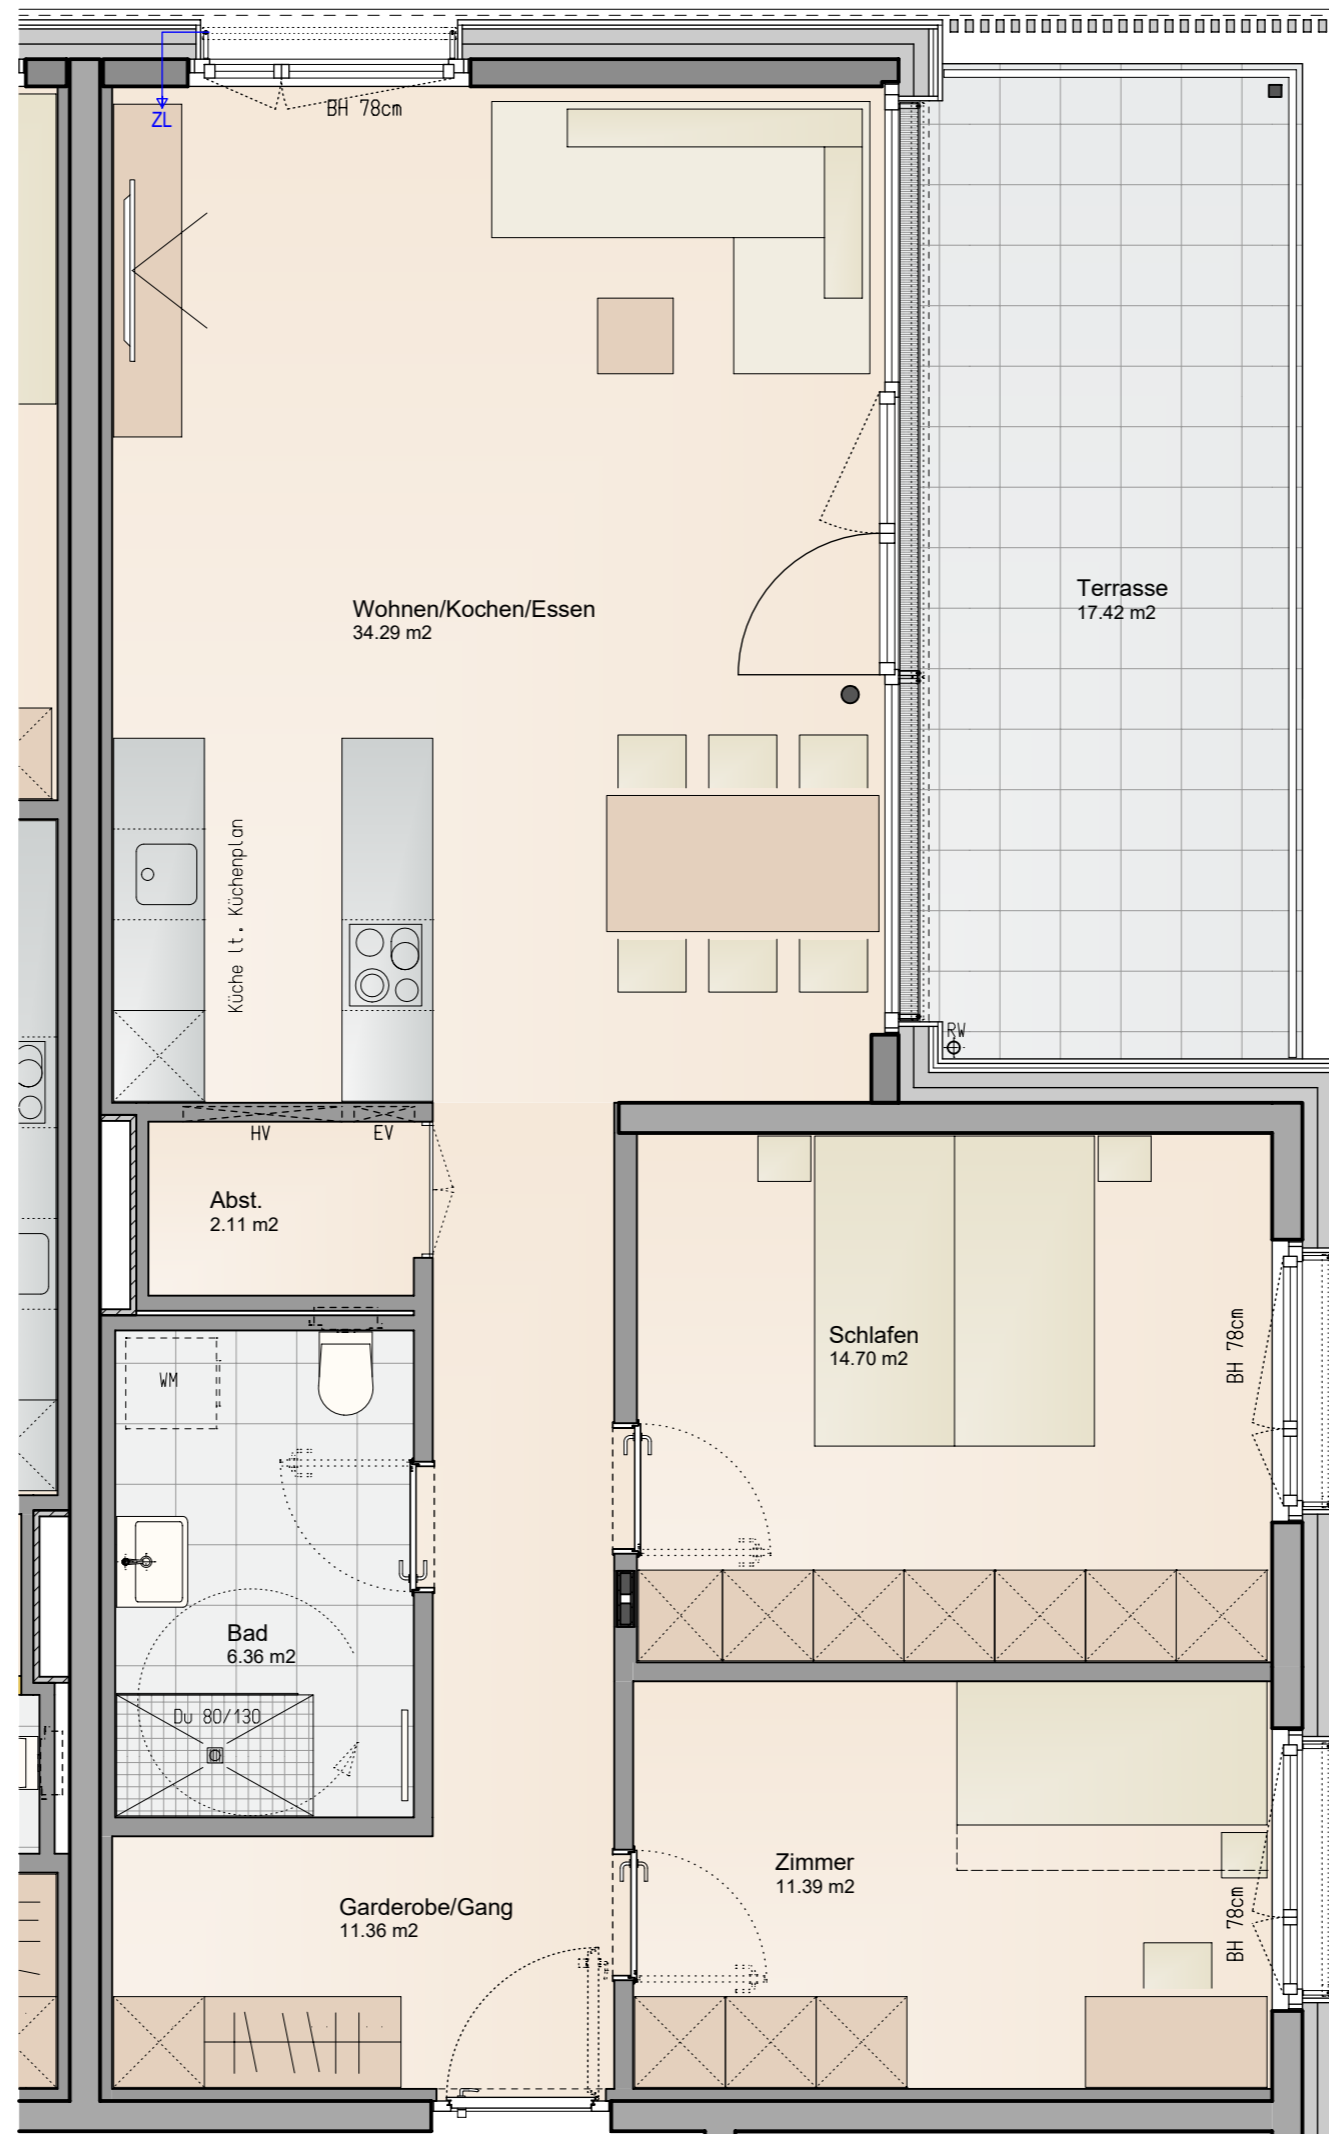 ZL
BH 78cm
Wohnen/Kochen/Essen
34.29 m2
Terrasse
17.42 m2
Küche lt. Küchenplan
RW
HV
EV
Abst.
2.11 m2
Schlafen
14.70 m2
BH 78cm
WM
Bad
6.36 m2
Du 80/130
Zimmer
11.39 m2
BH 78cm
Garderobe/Gang
11.36 m2